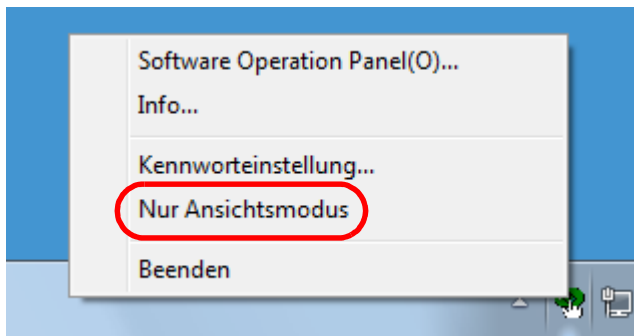 Software Operation Panel(O)...
Info...
Kennworteinstellung...
Nur Ansichtsmodus
Beenden